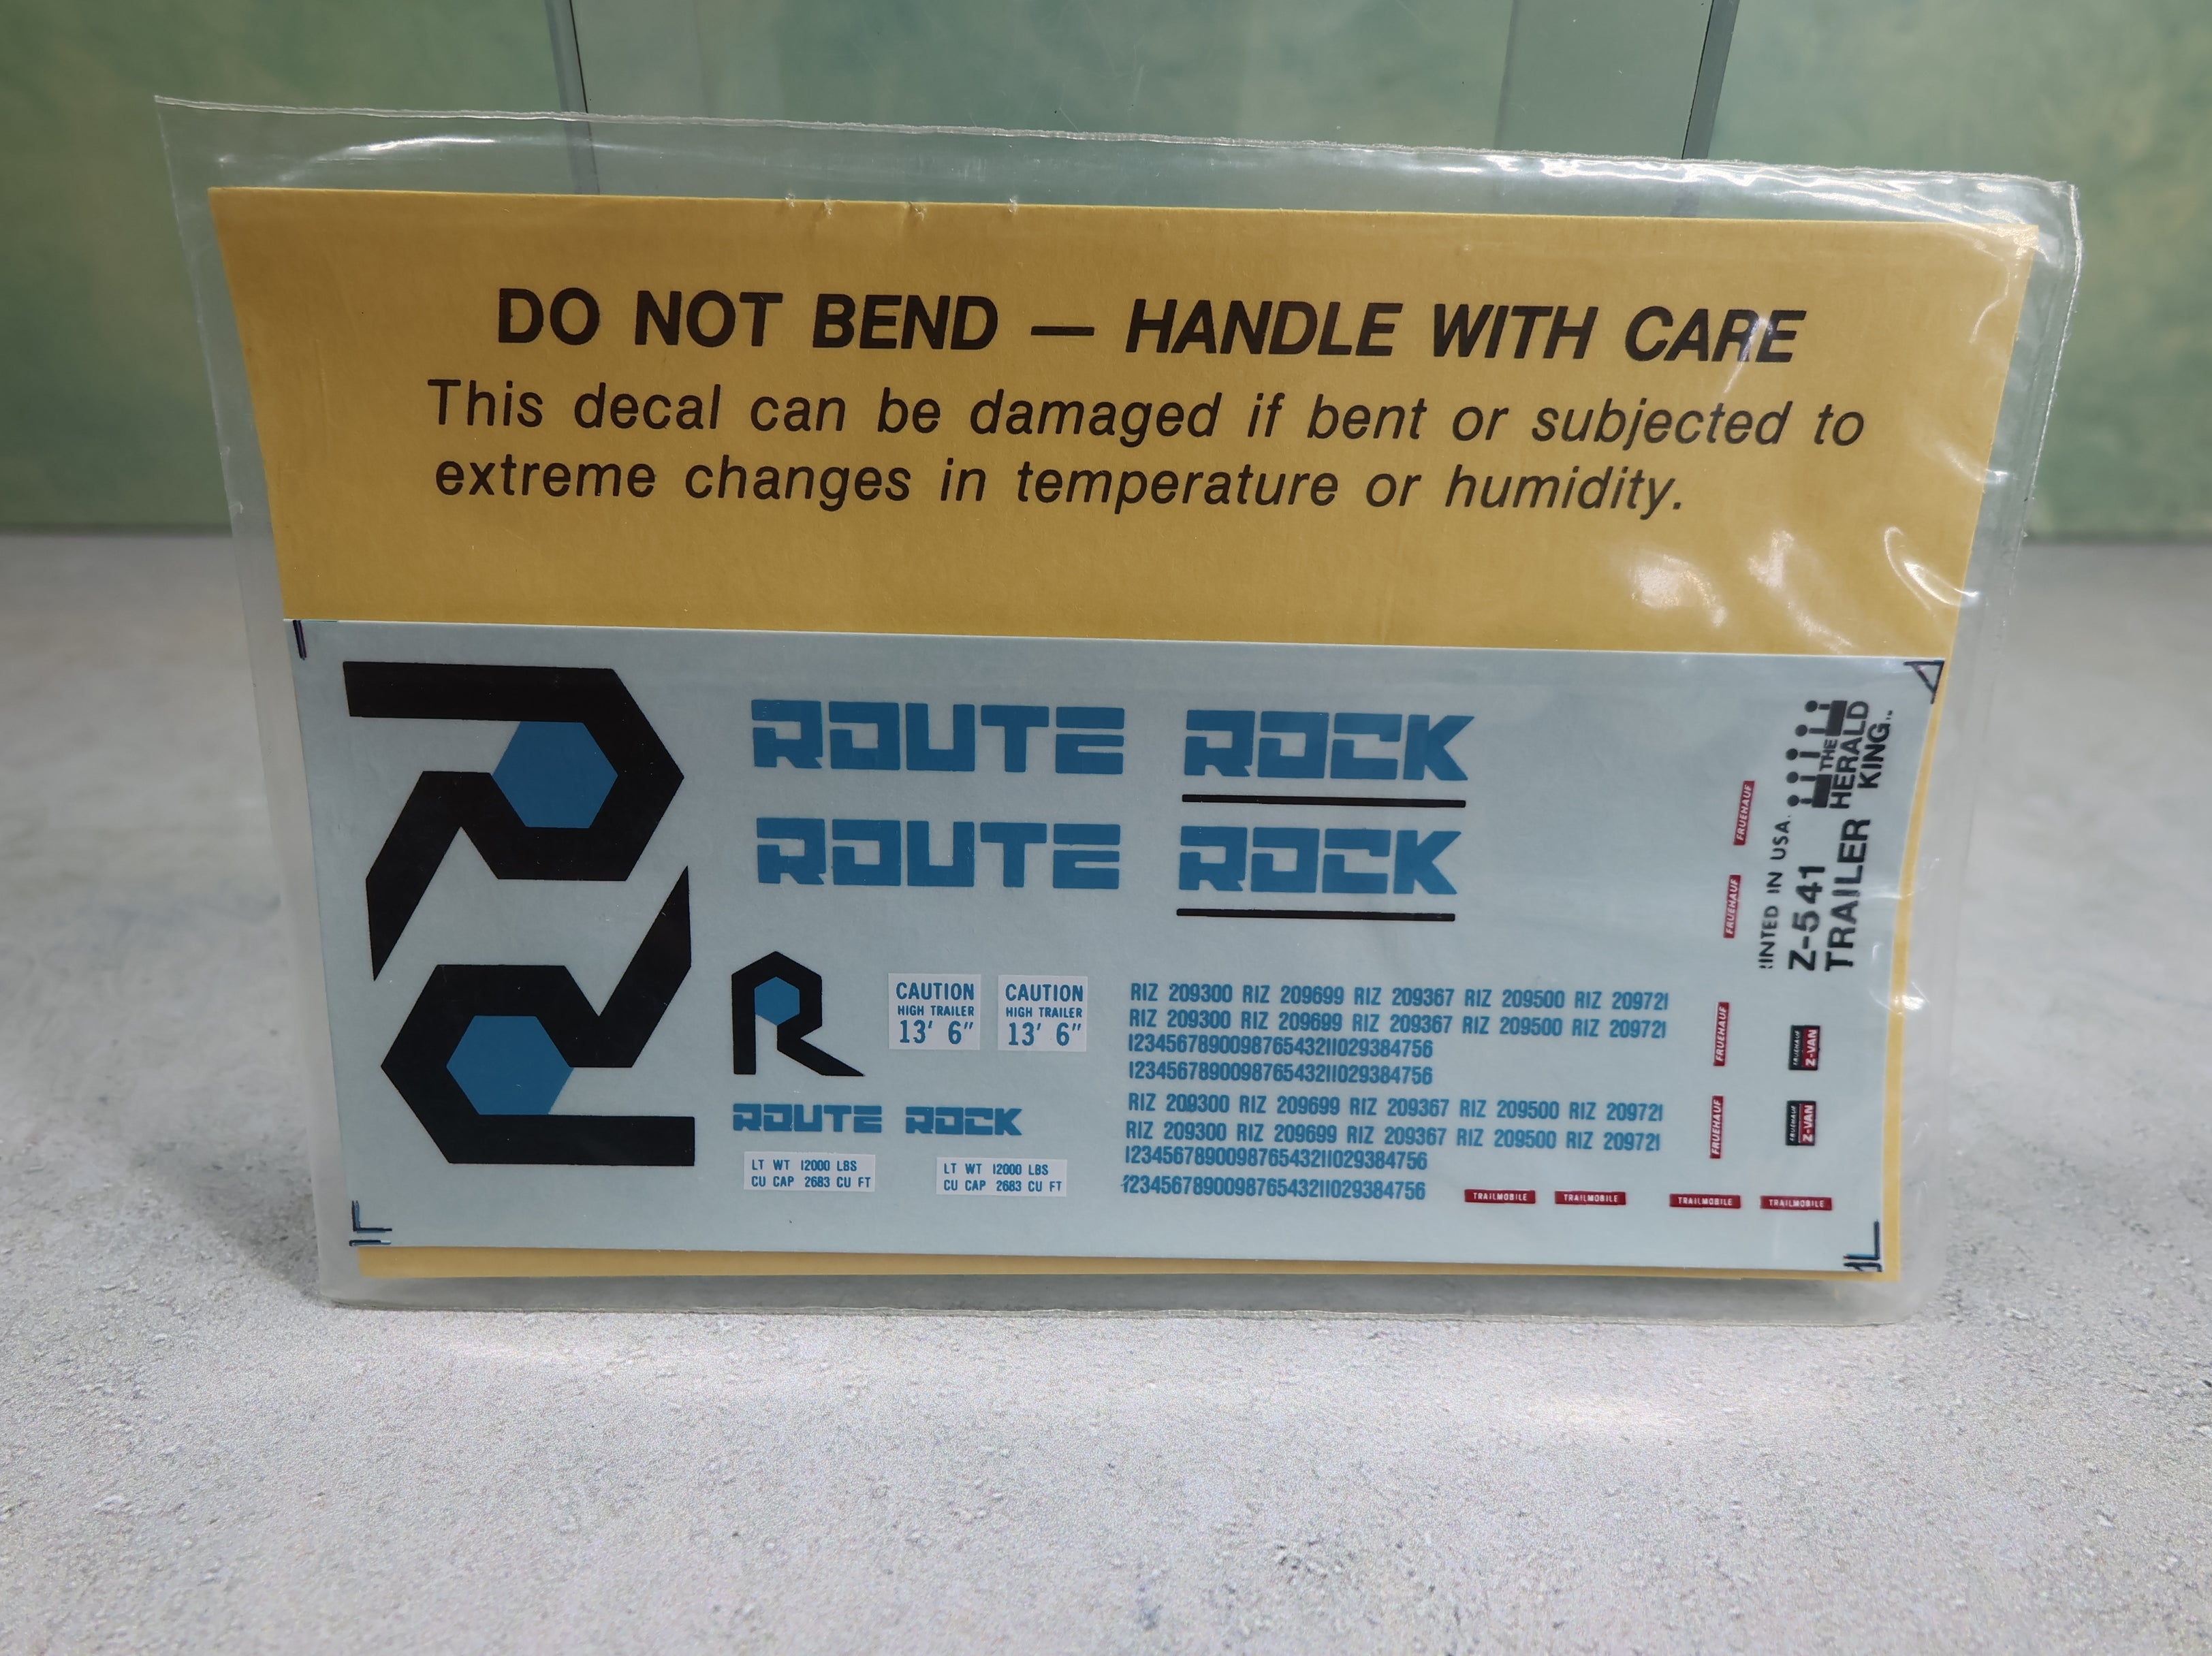 DO NOT BEND — HANDLE WITH CARE
This decal can be damaged if bent or subjected to
extreme changes in temperature or humidity.
ROUTE ROCK
ROUTE ROCK
R
CAUTION
HIGH TRAILER
13' 6"
CAUTION
HIGH TRAILER
13' 6"
ROUTE ROCK
LT WT 12000 LBS
CU CAP 2683 CU FT
LT WT 12000 LBS
CU CAP 2683 CU FT
RIZ 209300 RIZ 209699 RIZ 209367 RIZ 209500 RIZ 209721
RIZ 209300 RIZ 209699 RIZ 209367 RIZ 209500 RIZ 209721
123456789009876543211029384756
123456789009876543211029384756
RIZ 209300 RIZ 209699 RIZ 209367 RIZ 209500 RIZ 209721
RIZ 209300 RIZ 209699 RIZ 209367 RIZ 209500 RIZ 209721
123456789009876543211029384756
123456789009876543211029384756
TRAILMOBILE
TRAILMOBILE
TRAILMOBILE
TRAILMOBILE
FRUEHAUF
FRUEHAUF
FRUEHAUF
FRUEHAUF
FRUEHAUF
Z-VAN
FRUEHAUF
Z-VAN
INTED IN USA.
Z-541
TRAILER
THE
HERALD
KING